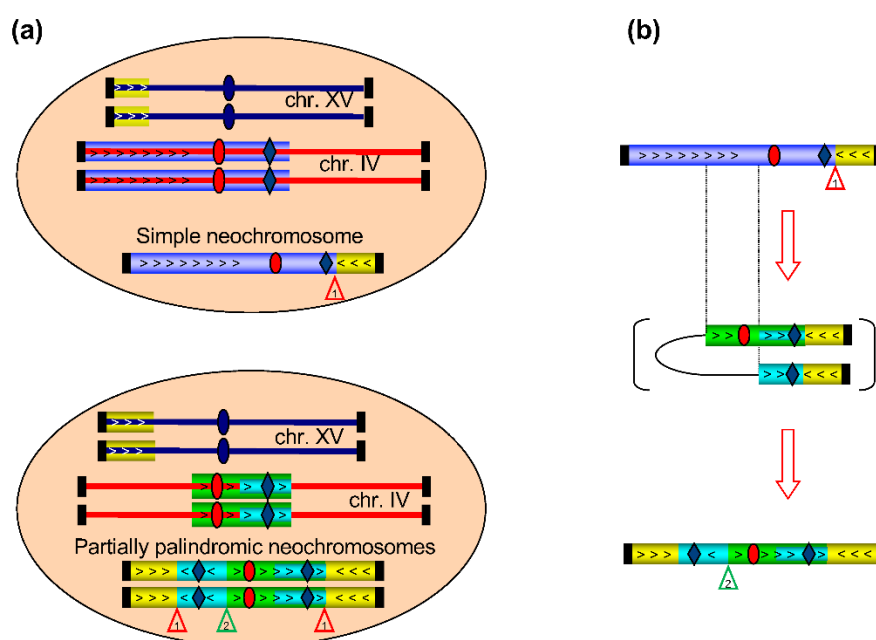 (a)
(b)
> > >
chr. XV
> > >
> > > > > > > >
chr. IV
> > > > > > > >
Simple neochromosome
> > > > > > > >
< < <
1
> > >
chr. XV
> > >
> > > >
chr. IV
> > > >
Partially palindromic neochromosomes
> > > < < > > > > > > < < <
> > > < < > > > > > > < < <
1
2
1
> > > > > > > >
< < <
1
> > > > > < < <
> > < < <
> > > < < > > > > > > < < <
2